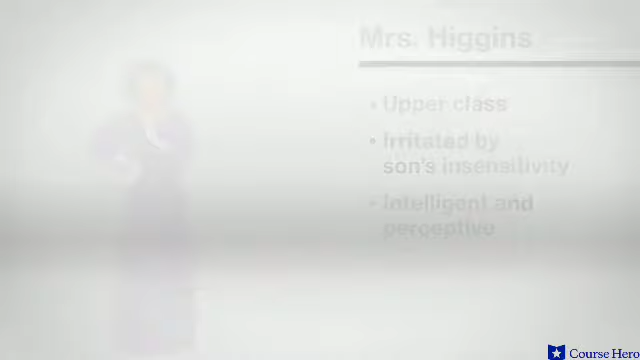 Mrs. Higgins
• Upper class
• Irritated by
son's insensitivity
• Intelligent and
perceptive
Course Hero